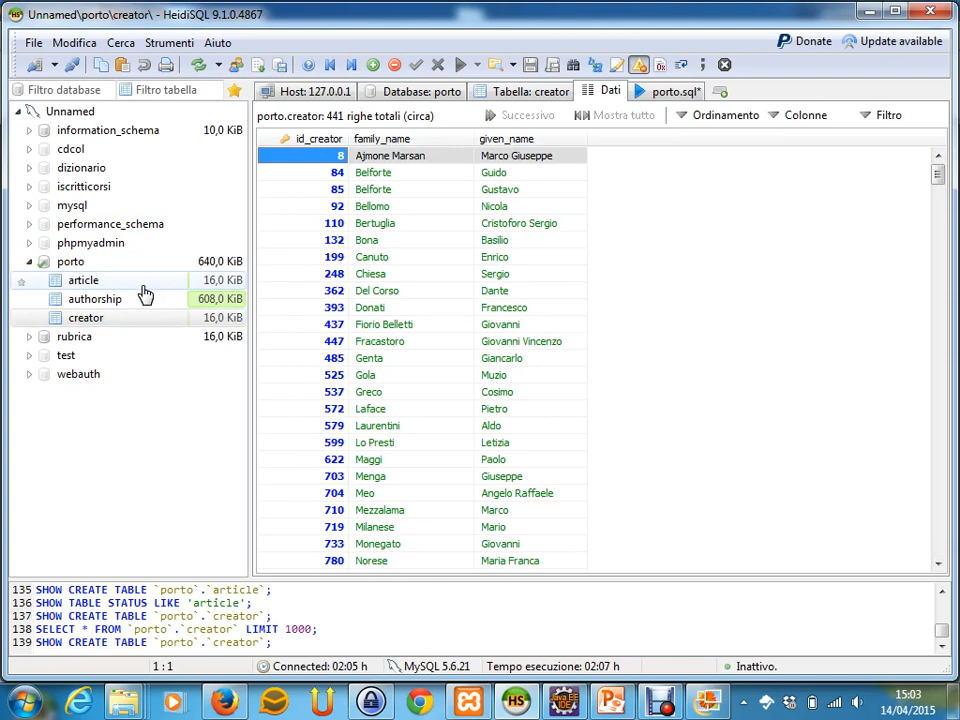 Unnamed\porto\creator\ - HeidiSQL 9.1.0.4867
File Modifica Cerca Strumenti Aiuto Donate Update available
Filtro database Filtro tabella Host: 127.0.0.1 Database: porto Tabella: creator Dati porto.sql*
Unnamed porto.creator: 441 righe totali (circa) Successivo Mostra tutto Ordinamento Colonne Filtro
information_schema 10,0 KiB
cdcol
dizionario
iscritticorsi
mysql
performance_schema
phpmyadmin
porto 640,0 KiB
article 16,0 KiB
authorship 608,0 KiB
creator 16,0 KiB
rubrica 16,0 KiB
test
webauth
id_creator family_name given_name
8 Ajmone Marsan Marco Giuseppe
84 Belforte Guido
85 Belforte Gustavo
92 Bellomo Nicola
110 Bertuglia Cristoforo Sergio
132 Bona Basilio
199 Canuto Claudio
248 Chiesa Sergio
362 Del Corso Dante
393 Donati Francesco
437 Fiorio Belletti Giovanni
447 Fracastoro Giovanni Vincenzo
485 Genta Giancarlo
525 Gola Muzio
537 Greco Cosimo
572 Laface Pietro
579 Laurentini Aldo
599 Lo Presti Letizia
622 Maggi Paolo
703 Menga Giuseppe
704 Meo Angelo Raffaele
710 Mezzalama Marco
719 Milanese Mario
733 Monegato Giovanni
780 Norese Maria Franca
135 SHOW CREATE TABLE `porto`.`article`;
136 SHOW TABLE STATUS LIKE 'article';
137 SHOW CREATE TABLE `porto`.`creator`;
138 SELECT * FROM `porto`.`creator` LIMIT 1000;
139 SHOW CREATE TABLE `porto`.`creator`;
1 : 1 Connected: 02:05 h MySQL 5.6.21 Tempo esecuzione: 02:07 h Inattivo.
15:03
14/04/2015